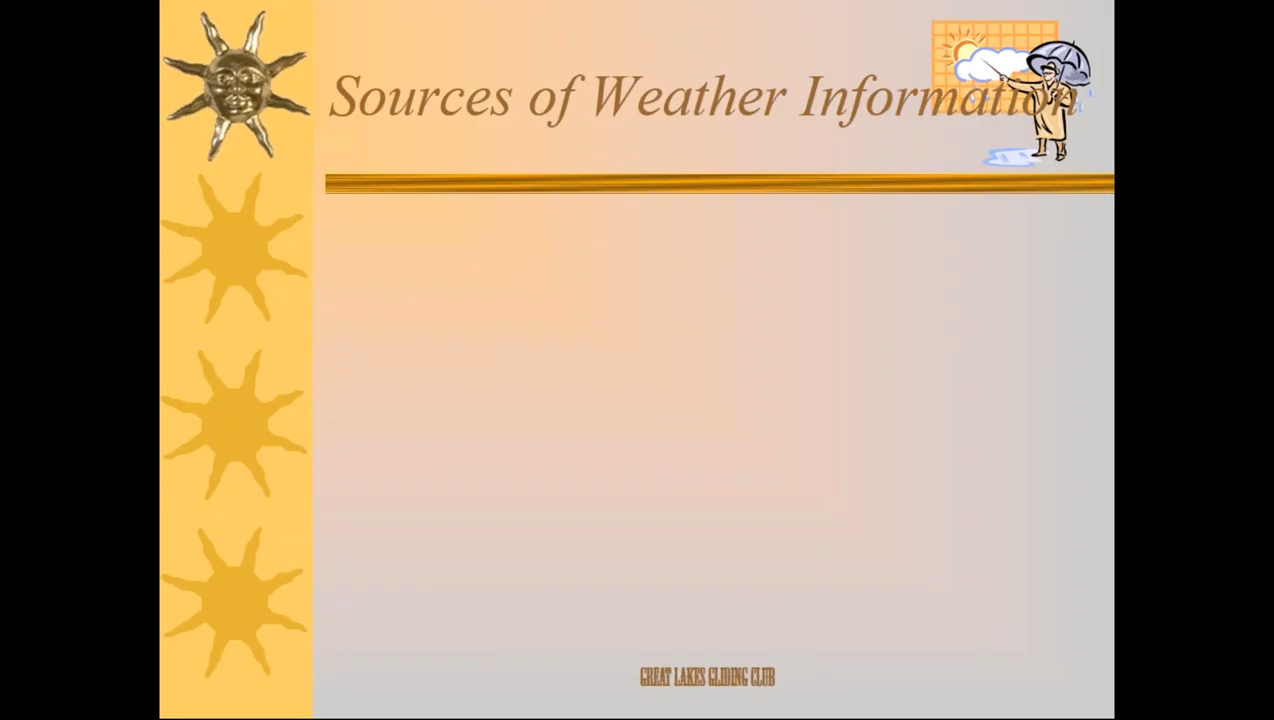 Sources of Weather Information
GREAT LAKES GLIDING CLUB